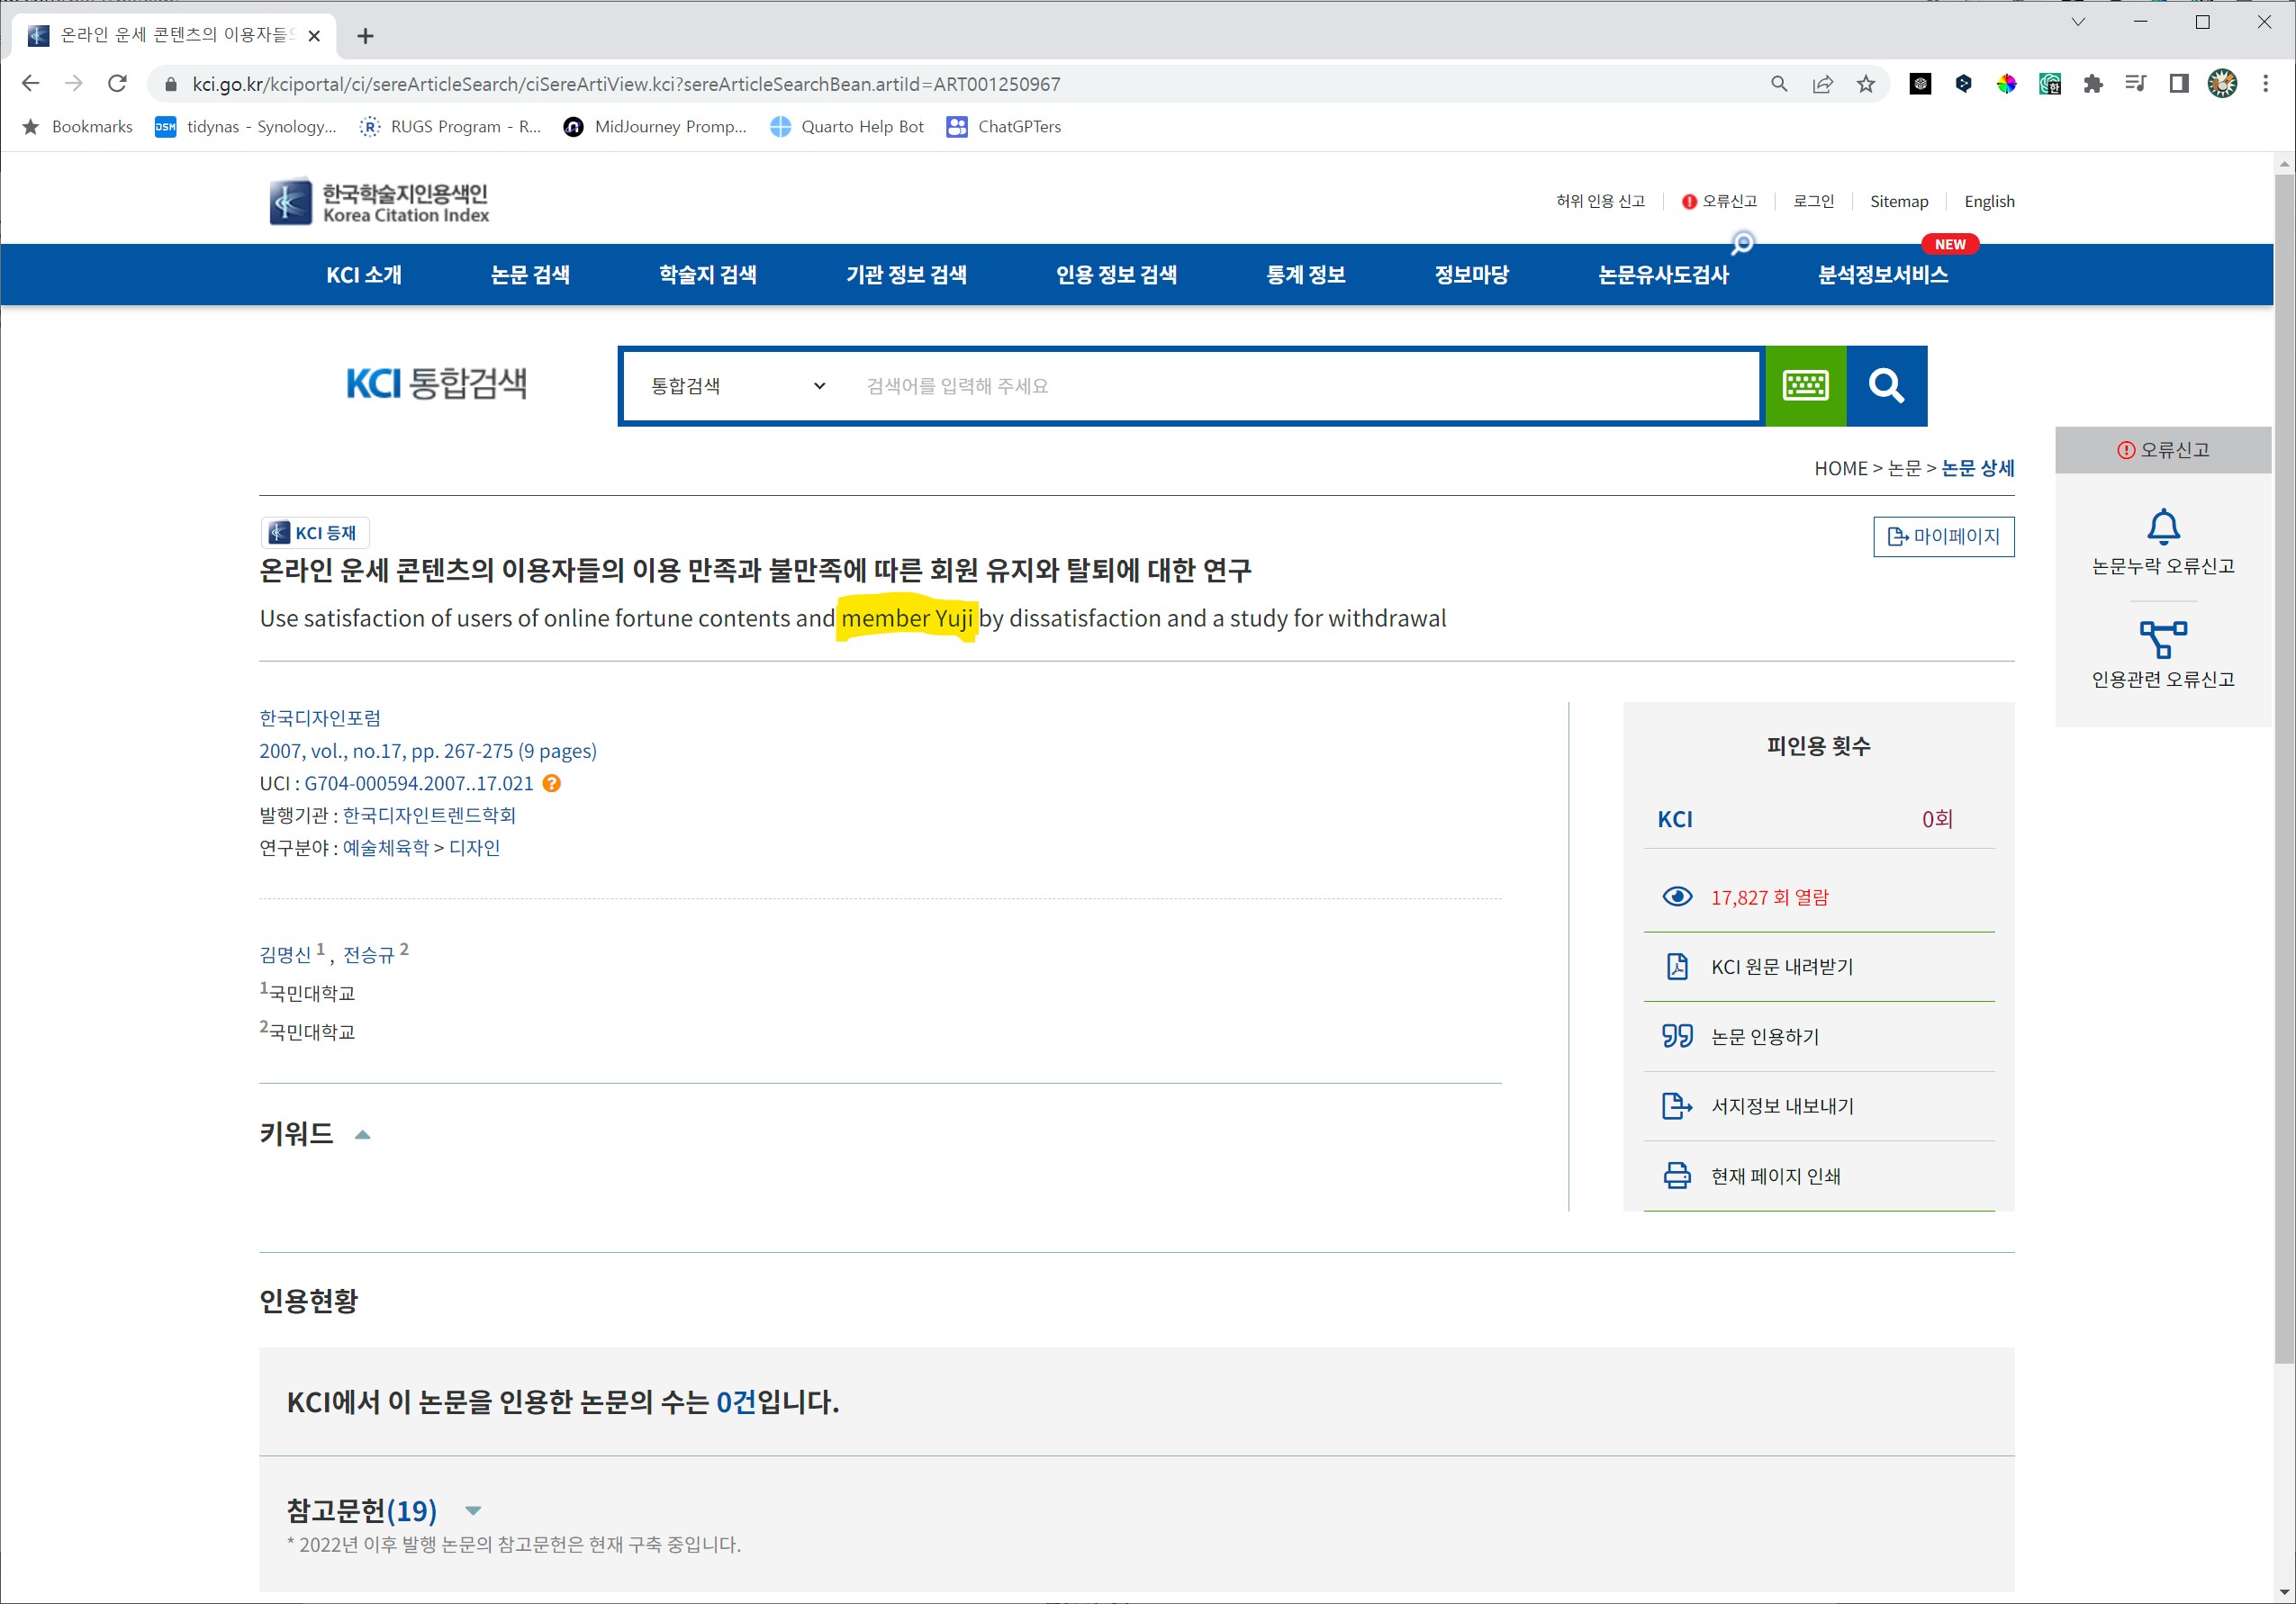 온라인 운세 콘텐츠의 이용자들의
kci.go.kr/kciportal/ci/sereArticleSearch/ciSereArtiView.kci?sereArticleSearchBean.artiId=ART001250967
Bookmarks
DSM tidynas - Synology...
R RUGS Program - R...
MidJourney Promp...
Quarto Help Bot
ChatGPTers
한국학술지인용색인
Korea Citation Index
허위 인용 신고
오류신고
로그인
Sitemap
English
NEW
KCI 소개
논문 검색
학술지 검색
기관 정보 검색
인용 정보 검색
통계 정보
정보마당
논문유사도검사
분석정보서비스
KCI 통합검색
통합검색
검색어를 입력해 주세요
오류신고
논문누락 오류신고
인용관련 오류신고
HOME > 논문 > 논문 상세
KCI 등재
마이페이지
온라인 운세 콘텐츠의 이용자들의 이용 만족과 불만족에 따른 회원 유지와 탈퇴에 대한 연구
Use satisfaction of users of online fortune contents and member Yuji by dissatisfaction and a study for withdrawal
한국디자인포럼
2007, vol., no.17, pp. 267-275 (9 pages)
UCI : G704-000594.2007..17.021 ?
발행기관 : 한국디자인트렌드학회
연구분야 : 예술체육학 > 디자인
김명신 1 , 전승규 2
1국민대학교
2국민대학교
키워드
피인용 횟수
KCI 0회
17,827 회 열람
KCI 원문 내려받기
논문 인용하기
서지정보 내보내기
현재 페이지 인쇄
인용현황
KCI에서 이 논문을 인용한 논문의 수는 0건입니다.
참고문헌(19)
* 2022년 이후 발행 논문의 참고문헌은 현재 구축 중입니다.